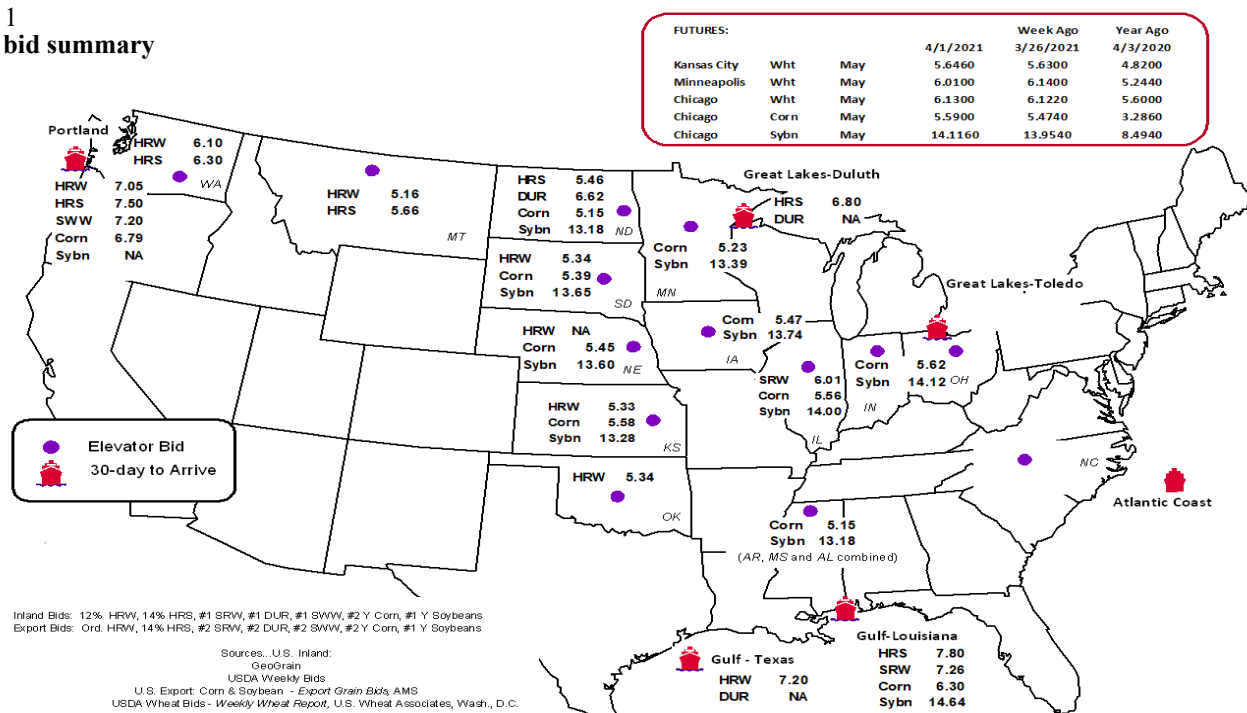 1
bid summary
FUTURES: Week Ago Year Ago
4/1/2021 3/26/2021 4/3/2020
Kansas City Wht May 5.6460 5.6300 4.8200
Minneapolis Wht May 6.0100 6.1400 5.2440
Chicago Wht May 6.1300 6.1220 5.6000
Chicago Corn May 5.5900 5.4740 3.2860
Chicago Sybn May 14.1160 13.9540 8.4940
Portland
HRW 7.05
HRS 7.50
SWW 7.20
Corn 6.79
Sybn NA
HRW 6.10
HRS 6.30
WA
HRW 5.16
HRS 5.66
MT
HRS 5.46
DUR 6.62
Corn 5.15
Sybn 13.18
ND
HRW 5.34
Corn 5.39
Sybn 13.65
SD
HRW NA
Corn 5.45
Sybn 13.60
NE
HRW 5.33
Corn 5.58
Sybn 13.28
KS
HRW 5.34
OK
Great Lakes-Duluth
HRS 6.80
DUR NA
Corn 5.23
Sybn 13.39
MN
Corn 5.47
Sybn 13.74
IA
SRW 6.01
Corn 5.56
Sybn 14.00
IL
Great Lakes-Toledo
Corn 5.62
Sybn 14.12
IN
OH
NC
Atlantic Coast
Corn 5.15
Sybn 13.18
(AR, MS and AL combined)
Gulf-Louisiana
HRS 7.80
SRW 7.26
Corn 6.30
Sybn 14.64
Gulf - Texas
HRW 7.20
DUR NA
Elevator Bid
30-day to Arrive
Inland Bids: 12% HRW, 14% HRS, #1 SRW, #1 DUR, #1 SWW, #2 Y Corn, #1 Y Soybeans
Export Bids: Ord. HRW, 14% HRS, #2 SRW, #2 DUR, #2 SWW, #2 Y Corn, #1 Y Soybeans
Sources...U.S. Inland:
GeoGrain
USDA Weekly Bids
U.S. Export: Corn & Soybean - Export Grain Bids, AMS
USDA Wheat Bids - Weekly Wheat Report, U.S. Wheat Associates, Wash., D.C.